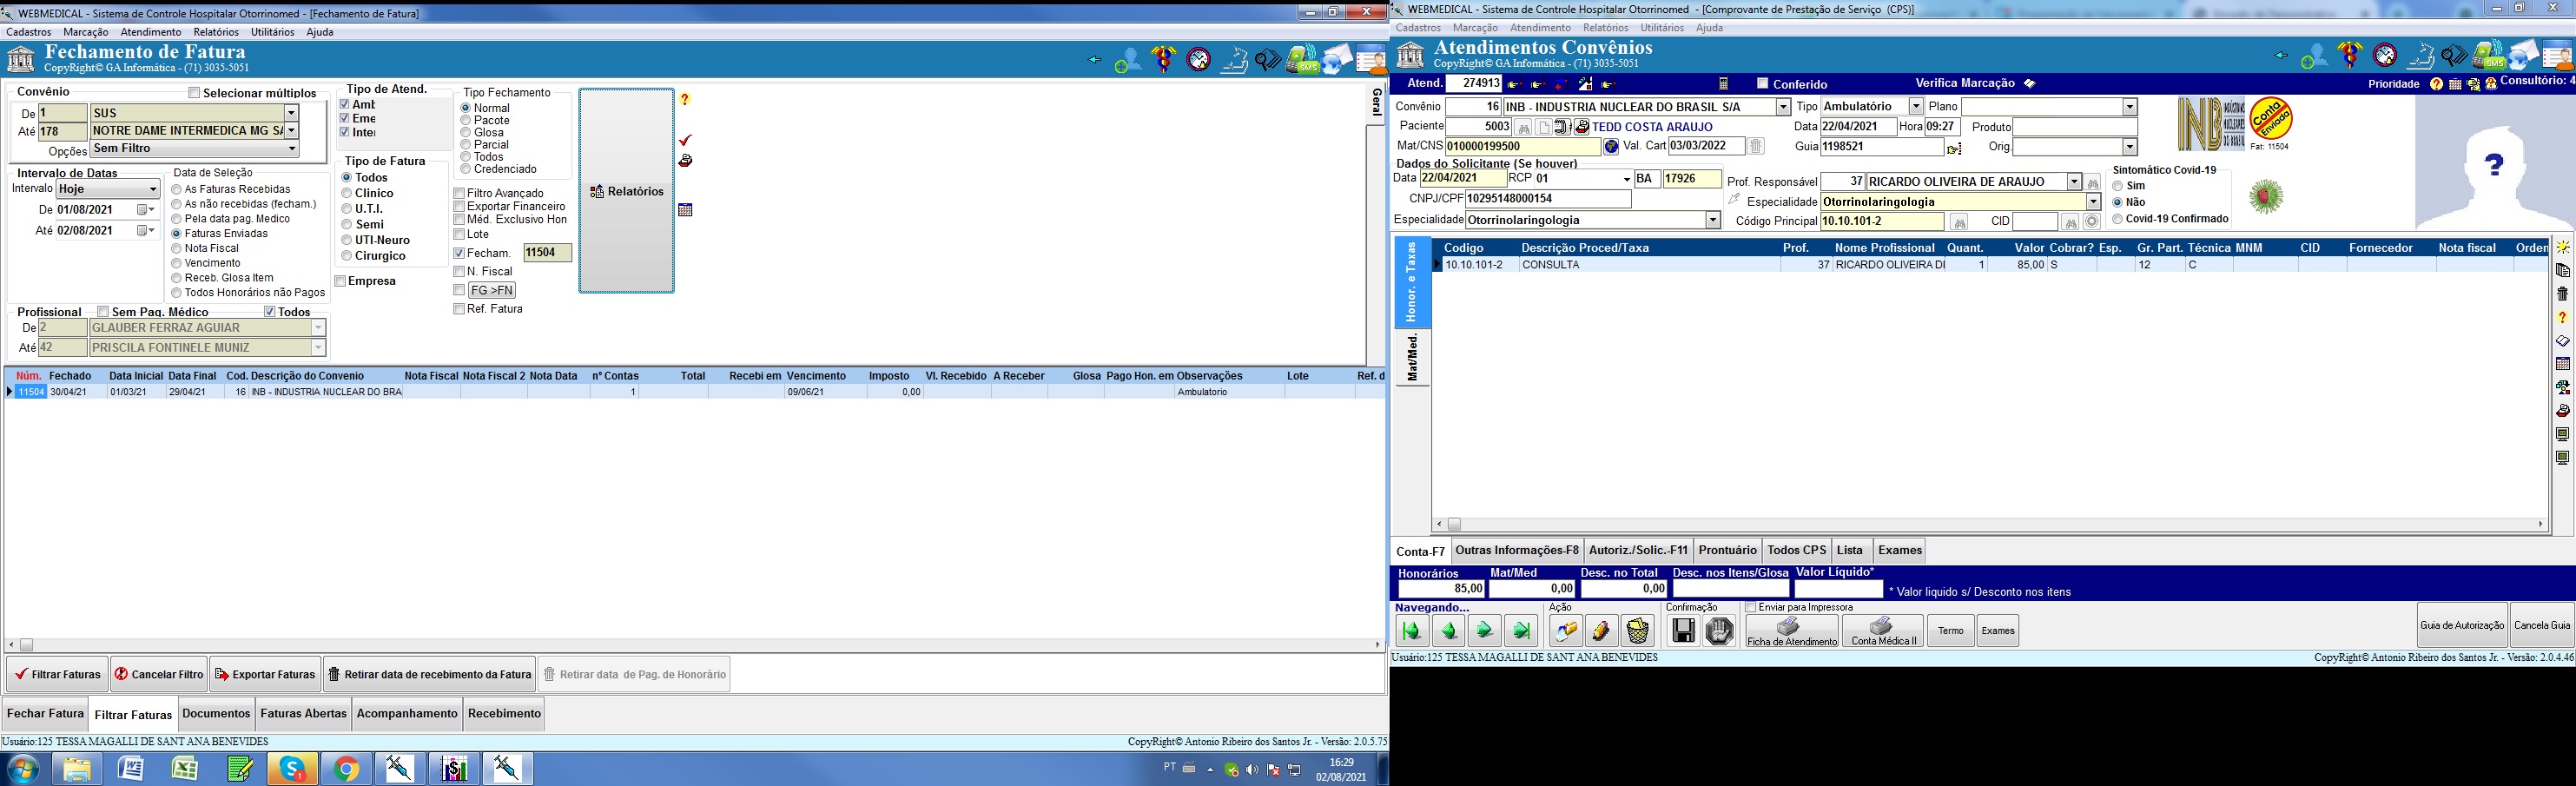 WEBMEDICAL - Sistema de Controle Hospitalar Otorrinomed - [Fechamento de Fatura]
Cadastros Marcação Atendimento Relatórios Utilitários Ajuda
Fechamento de Fatura
CopyRight© GA Informática - (71) 3035-5051
SMS
Convênio
Selecionar múltiplos
De 1 SUS
Até 178 NOTRE DAME INTERMEDICA MG SA
Opções Sem Filtro
Intervalo de Datas
Intervalo Hoje
De 01/08/2021
Até 02/08/2021
Data de Seleção
As Faturas Recebidas
As não recebidas (fecham.)
Pela data pag. Medico
Faturas Enviadas
Nota Fiscal
Vencimento
Receb. Glosa Item
Todos Honorários não Pagos
Profissional Sem Pag. Médico Todos
De 2 GLAUBER FERRAZ AGUIAR
Até 42 PRISCILA FONTINELE MUNIZ
Tipo de Atend.
Amb
Eme
Inter
Tipo de Fatura
Todos
Clinico
U.T.I.
Semi
UTI-Neuro
Cirurgico
Empresa
Tipo Fechamento
Normal
Pacote
Glosa
Parcial
Todos
Credenciado
Filtro Avançado
Exportar Financeiro
Méd. Exclusivo Hon
Lote
Fecham. 11504
N. Fiscal
FG >FN
Ref. Fatura
Relatórios
Geral
Núm. Fechado Data Inicial Data Final Cod. Descrição do Convenio Nota Fiscal Nota Fiscal 2 Nota Data nº Contas Total Recebi em Vencimento Imposto Vl. Recebido A Receber Glosa Pago Hon. em Observações Lote Ref. d
11504 30/04/21 01/03/21 29/04/21 16 INB - INDUSTRIA NUCLEAR DO BRA 1 09/06/21 0,00 Ambulatorio
Filtrar Faturas Cancelar Filtro Exportar Faturas Retirar data de recebimento da Fatura Retirar data de Pag. de Honorário
Fechar Fatura Filtrar Faturas Documentos Faturas Abertas Acompanhamento Recebimento
Usuário:125 TESSA MAGALLI DE SANT ANA BENEVIDES
CopyRight© Antonio Ribeiro dos Santos Jr. - Versão: 2.0.5.75
PT 16:29
02/08/2021
WEBMEDICAL - Sistema de Controle Hospitalar Otorrinomed - [Comprovante de Prestação de Serviço (CPS)]
Cadastros Marcação Atendimento Relatórios Utilitários Ajuda
Atendimentos Convênios
CopyRight© GA Informática - (71) 3035-5051
SMS
Atend. 274913 Conferido Verifica Marcação Prioridade Consultório: 4
Convênio 16 INB - INDUSTRIA NUCLEAR DO BRASIL S/A Tipo Ambulatório Plano
Paciente 5003 TEDD COSTA ARAUJO Data 22/04/2021 Hora 09:27 Produto
Mat/CNS 010000199500 Val. Cart 03/03/2022 Guia 1198521 Orig.
INB INDÚSTRIAS NUCLEARES DO BRASIL
Conta Enviada
Fat: 11504
Dados do Solicitante (Se houver)
Data 22/04/2021 RCP 01 BA 17926
CNPJ/CPF 10295148000154
Especialidade Otorrinolaringologia
Prof. Responsável 37 RICARDO OLIVEIRA DE ARAUJO
Especialidade Otorrinolaringologia
Código Principal 10.10.101-2 CID
Sintomático Covid-19
Sim
Não
Covid-19 Confirmado
?
Honor. e Taxas
Mat/Med.
Codigo Descrição Proced/Taxa Prof. Nome Profissional Quant. Valor Cobrar? Esp. Gr. Part. Técnica MNM CID Fornecedor Nota fiscal Orden
10.10.101-2 CONSULTA 37 RICARDO OLIVEIRA DI 1 85,00 S 12 C
Conta-F7 Outras Informações-F8 Autoriz./Solic.-F11 Prontuário Todos CPS Lista Exames
Honorários Mat/Med Desc. no Total Desc. nos Itens/Glosa Valor Líquido*
85,00 0,00 0,00 * Valor liquido s/ Desconto nos itens
Navegando... Ação Confirmação Enviar para Impressora
Ficha de Atendimento Conta Médica II Termo Exames Guia de Autorização Cancela Guia
Usuário:125 TESSA MAGALLI DE SANT ANA BENEVIDES
CopyRight© Antonio Ribeiro dos Santos Jr. - Versão: 2.0.4.46